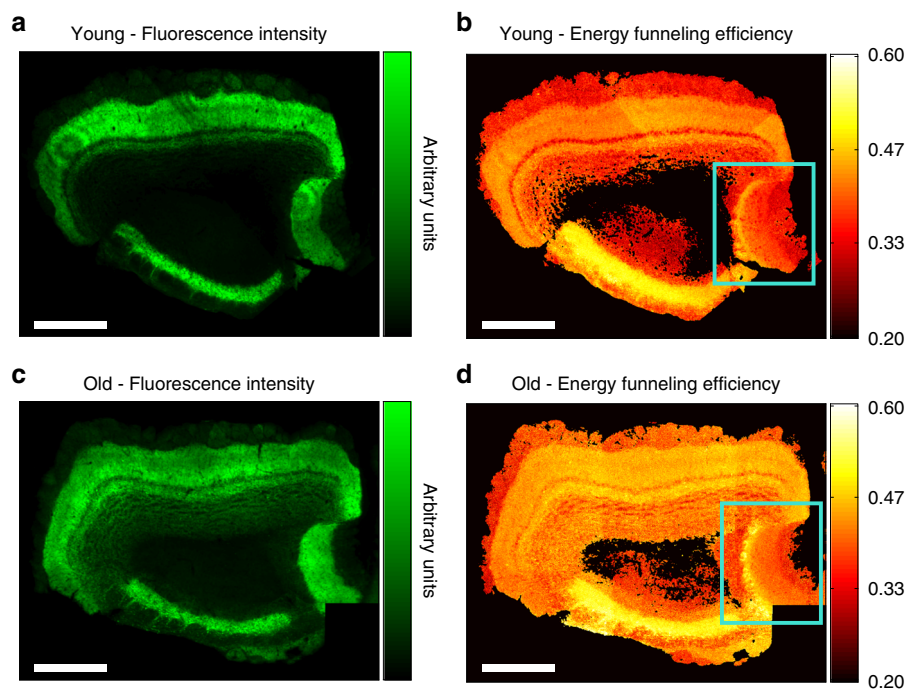 a
Young - Fluorescence intensity
Arbitrary units
b
Young - Energy funneling efficiency
0.60
0.47
0.33
0.20
c
Old - Fluorescence intensity
Arbitrary units
d
Old - Energy funneling efficiency
0.60
0.47
0.33
0.20